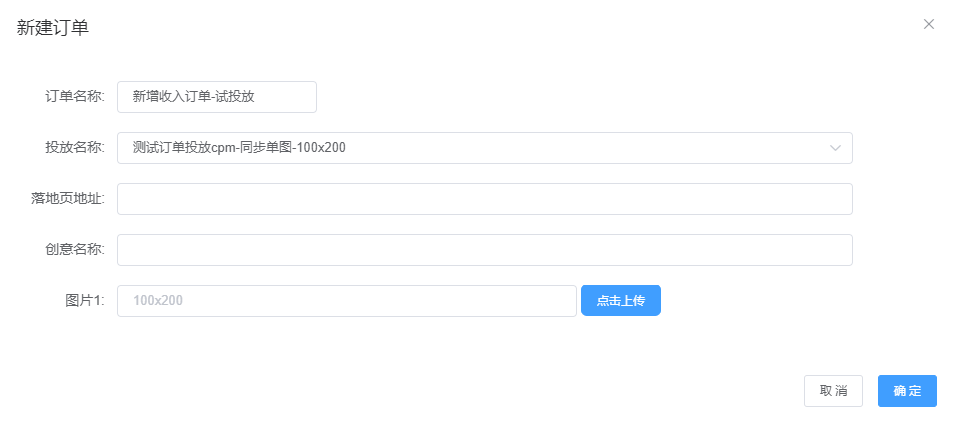 新建订单
订单名称: 新增收入订单-试投放
投放名称: 测试订单投放cpm-同步单图-100x200
落地页地址:
创意名称:
图片1: 100x200 点击上传
取消 确定